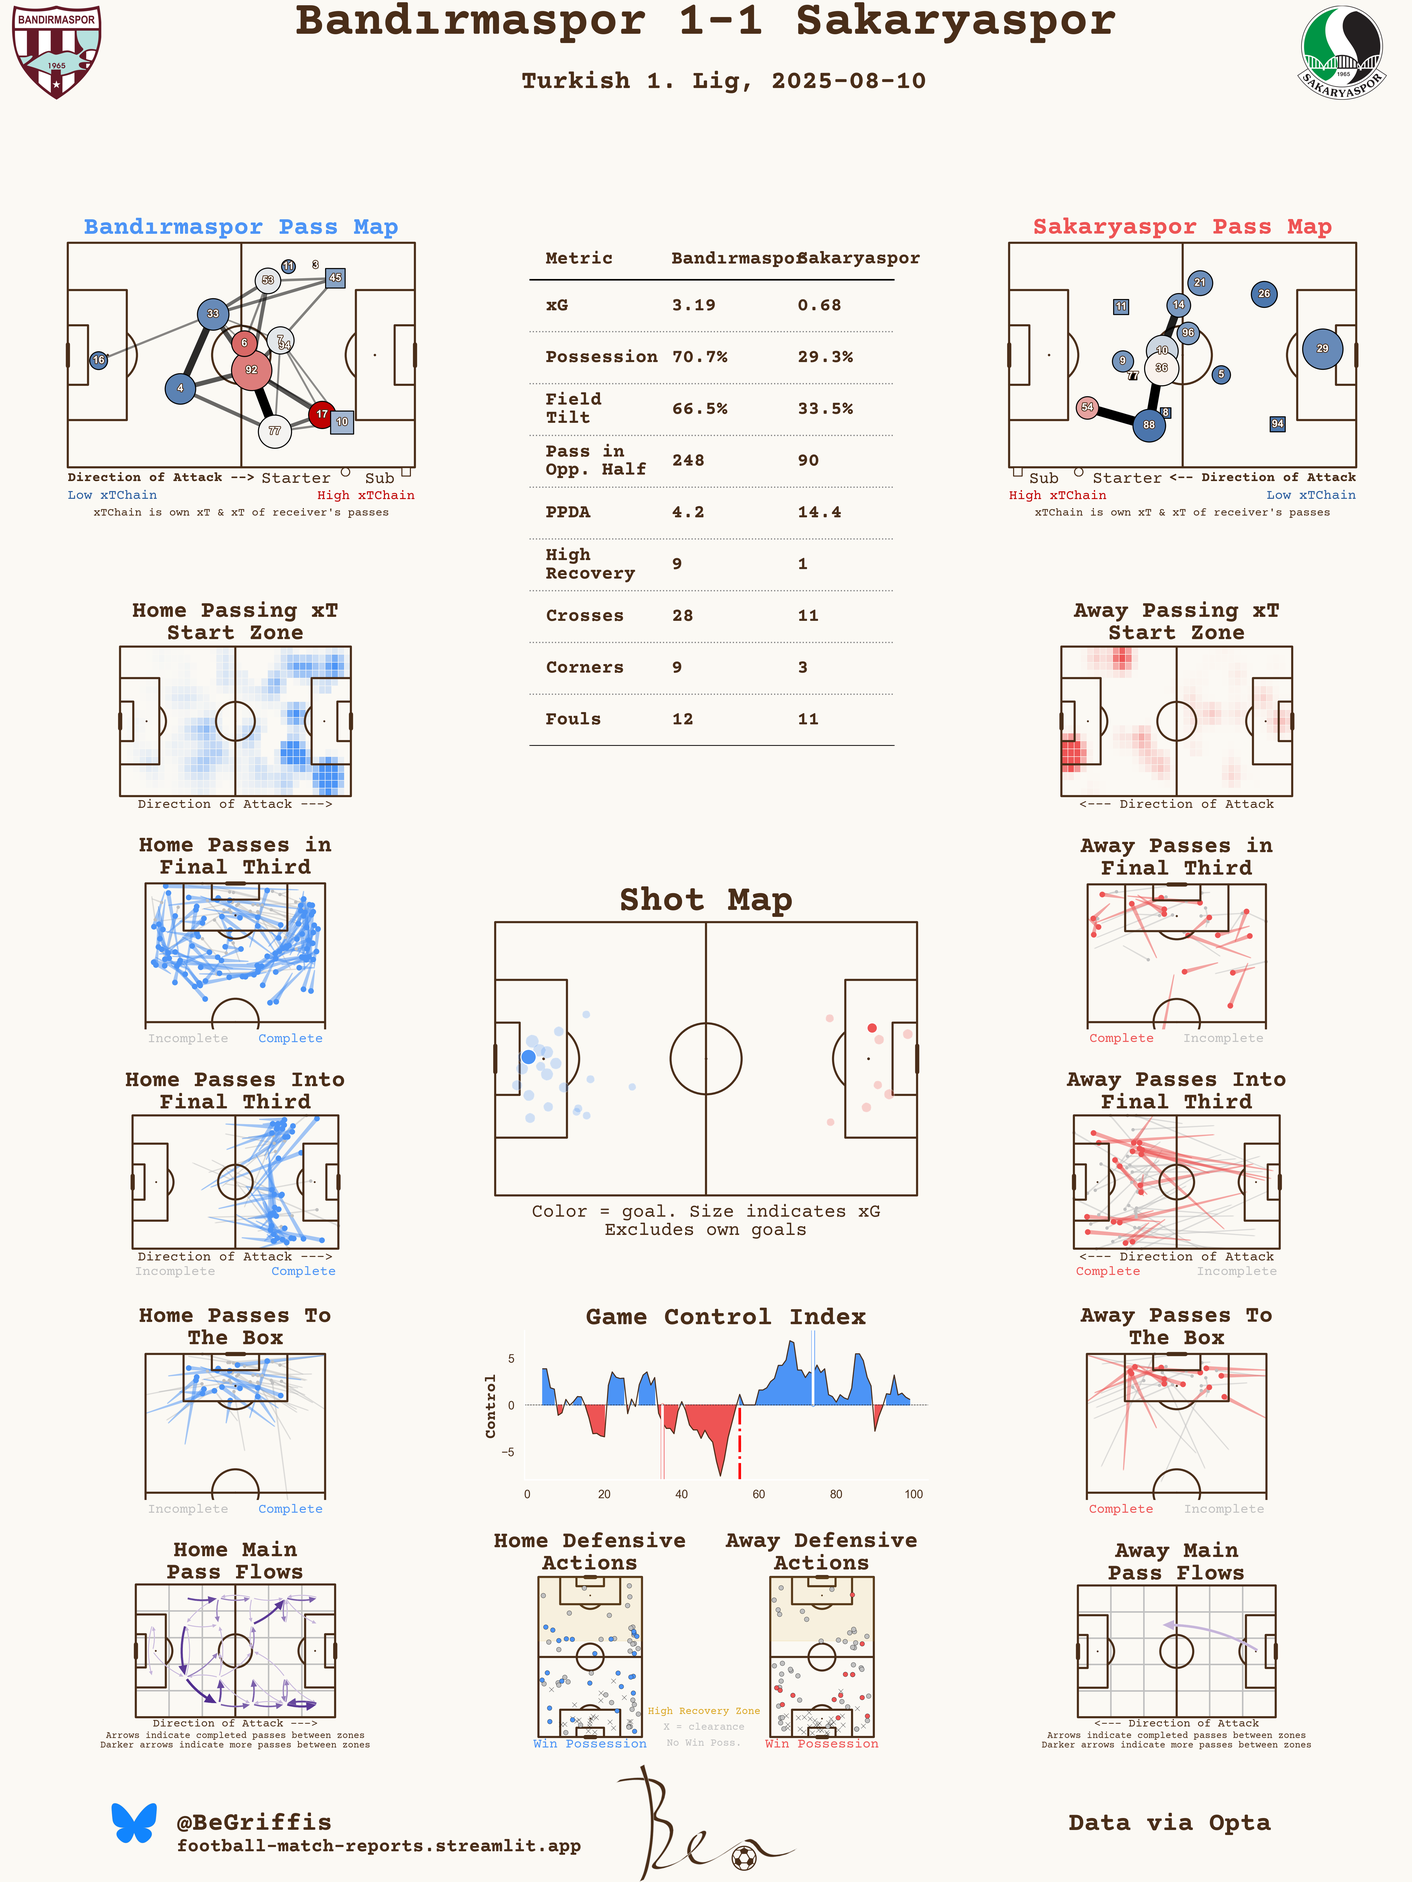 Bandırmaspor 1-1 Sakaryaspor
Turkish 1. Lig, 2025-08-10
BANDIRMASPOR
1965
1965
SAKARYASPOR
Bandırmaspor Pass Map
11
3
53
45
33
6
7
94
16
92
4
17
10
77
Direction of Attack --> Starter Sub
Low xTChain High xTChain
xTChain is own xT & xT of receiver's passes
Metric Bandırmaspor Sakaryaspor
xG 3.19 0.68
Possession 70.7% 29.3%
Field
Tilt 66.5% 33.5%
Pass in
Opp. Half 248 90
PPDA 4.2 14.4
High
Recovery 9 1
Crosses 28 11
Corners 9 3
Fouls 12 11
Sakaryaspor Pass Map
21
26
11
14
96
10
29
9
36
77
5
54
8
88
94
Sub Starter <-- Direction of Attack
High xTChain Low xTChain
xTChain is own xT & xT of receiver's passes
Home Passing xT
Start Zone
Direction of Attack --->
Away Passing xT
Start Zone
<--- Direction of Attack
Home Passes in
Final Third
Incomplete Complete
Shot Map
Color = goal. Size indicates xG
Excludes own goals
Away Passes in
Final Third
Complete Incomplete
Home Passes Into
Final Third
Direction of Attack --->
Incomplete Complete
Away Passes Into
Final Third
<--- Direction of Attack
Complete Incomplete
Home Passes To
The Box
Incomplete Complete
Game Control Index
Control
5
0
−5
0 20 40 60 80 100
Away Passes To
The Box
Complete Incomplete
Home Main
Pass Flows
Direction of Attack --->
Arrows indicate completed passes between zones
Darker arrows indicate more passes between zones
Home Defensive
Actions
Win Possession
High Recovery Zone
X = clearance
No Win Poss.
Away Defensive
Actions
Win Possession
Away Main
Pass Flows
<--- Direction of Attack
Arrows indicate completed passes between zones
Darker arrows indicate more passes between zones
@BeGriffis
football-match-reports.streamlit.app
Ben
Data via Opta